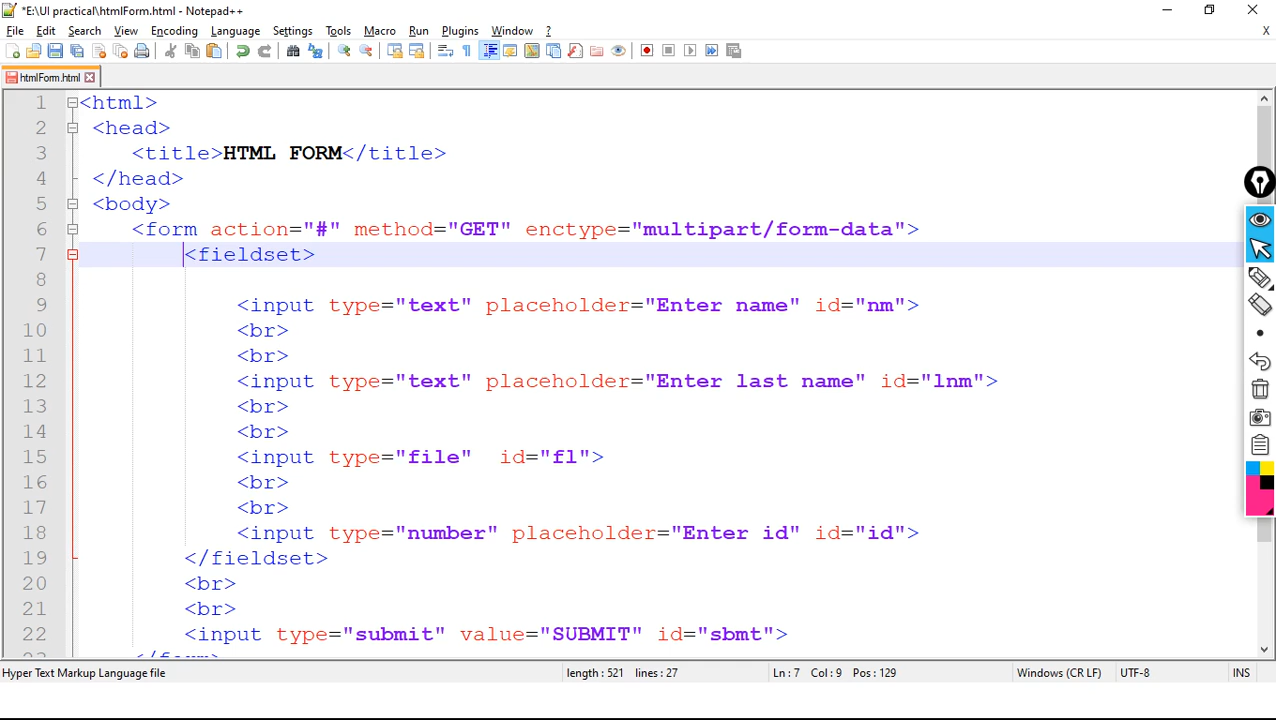 *E:\UI practical\htmlForm.html - Notepad++
File Edit Search View Encoding Language Settings Tools Macro Run Plugins Window ? X
htmlForm.html
1 <html>
2 <head>
3 <title>HTML FORM</title>
4 </head>
5 <body>
6 <form action="#" method="GET" enctype="multipart/form-data">
7 <fieldset>
8
9 <input type="text" placeholder="Enter name" id="nm">
10 <br>
11 <br>
12 <input type="text" placeholder="Enter last name" id="lnm">
13 <br>
14 <br>
15 <input type="file"  id="fl">
16 <br>
17 <br>
18 <input type="number" placeholder="Enter id" id="id">
19 </fieldset>
20 <br>
21 <br>
22 <input type="submit" value="SUBMIT" id="sbmt">
23 </form>
Hyper Text Markup Language file length : 521 lines : 27 Ln : 7 Col : 9 Pos : 129 Windows (CR LF) UTF-8 INS